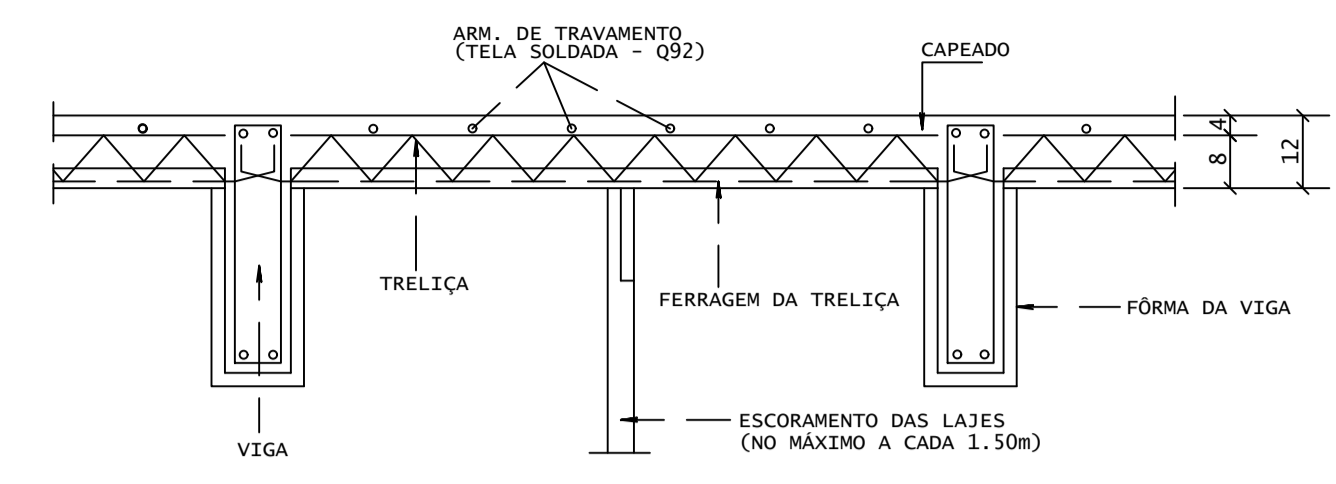 ARM. DE TRAVAMENTO
(TELA SOLDADA - Q92)
CAPEADO
4
8
12
TRELIÇA
FERRAGEM DA TRELIÇA
FÔRMA DA VIGA
VIGA
ESCORAMENTO DAS LAJES
(NO MÁXIMO A CADA 1.50m)